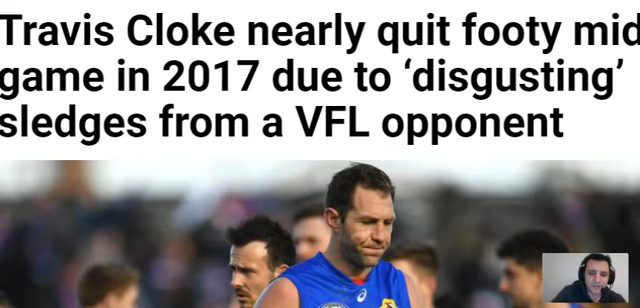 Travis Cloke nearly quit footy mid
game in 2017 due to ‘disgusting’
sledges from a VFL opponent